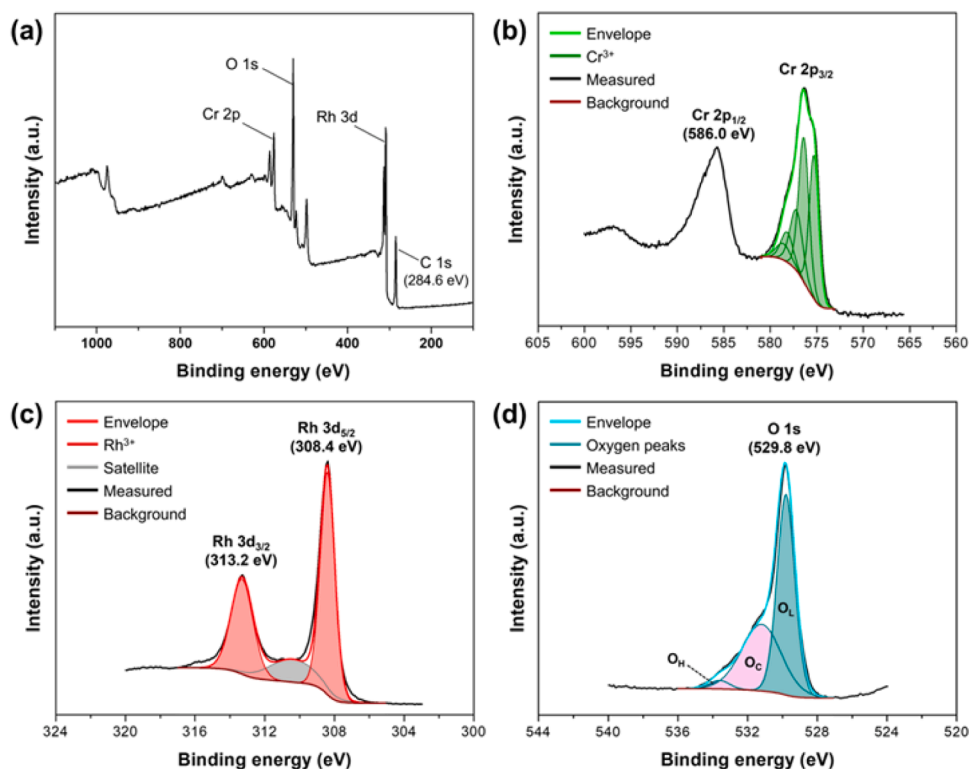 (a)
O 1s
Cr 2p
Rh 3d
C 1s
(284.6 eV)
Intensity (a.u.)
1000 800 600 400 200
Binding energy (eV)
(b)
Envelope
Cr³⁺
Measured
Background
Cr 2p₃/₂
Cr 2p₁/₂
(586.0 eV)
Intensity (a.u.)
605 600 595 590 585 580 575 570 565 560
Binding energy (eV)
(c)
Envelope
Rh³⁺
Satellite
Measured
Background
Rh 3d₅/₂
(308.4 eV)
Rh 3d₃/₂
(313.2 eV)
Intensity (a.u.)
324 320 316 312 308 304 300
Binding energy (eV)
(d)
Envelope
Oxygen peaks
Measured
Background
O 1s
(529.8 eV)
O_L
O_C
O_H
Intensity (a.u.)
544 540 536 532 528 524 520
Binding energy (eV)